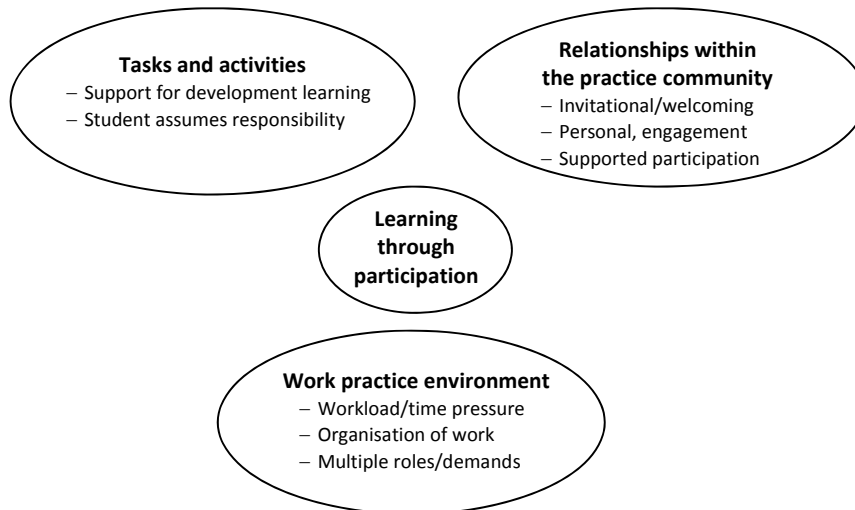 Tasks and activities
– Support for development learning
– Student assumes responsibility
Relationships within
the practice community
– Invitational/welcoming
– Personal, engagement
– Supported participation
Learning
through
participation
Work practice environment
– Workload/time pressure
– Organisation of work
– Multiple roles/demands